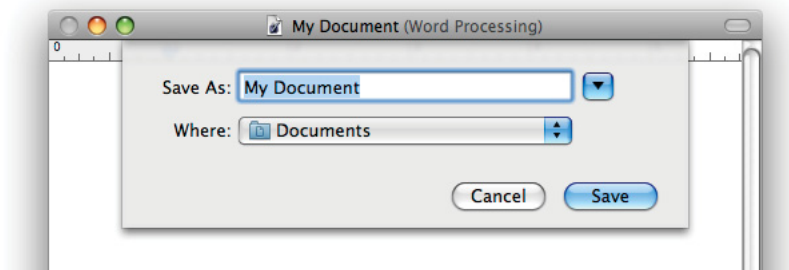 My Document (Word Processing)
0
Save As: My Document
Where: Documents
Cancel Save